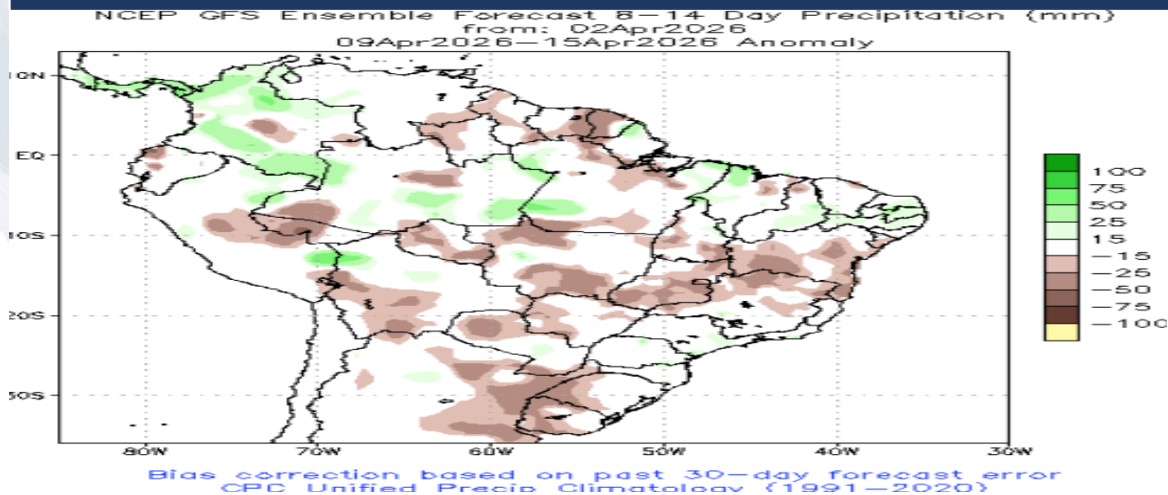 NCEP GFS Ensemble Forecast 8-14 Day Precipitation (mm)
from: 02Apr2026
09Apr2026-15Apr2026 Anomaly
10N
EQ
10S
20S
30S
80W
70W
60W
50W
40W
30W
100
75
50
25
15
-15
-25
-50
-75
-100
Bias correction based on past 30-day forecast error
CPC Unified Precip Climatology (1991-2020)